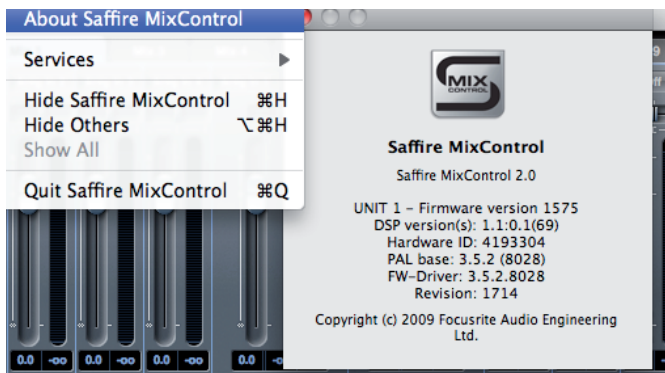 About Saffire MixControl
Services
Hide Saffire MixControl ⌘H
Hide Others ⌥⌘H
Show All
Quit Saffire MixControl ⌘Q
MIX
CONTROL
Saffire MixControl
Saffire MixControl 2.0
UNIT 1 - Firmware version 1575
DSP version(s): 1.1:0.1(69)
Hardware ID: 4193304
PAL base: 3.5.2 (8028)
FW-Driver: 3.5.2.8028
Revision: 1714
Copyright (c) 2009 Focusrite Audio Engineering
Ltd.
0.0 -oo 0.0 -oo 0.0 -oo 0.0